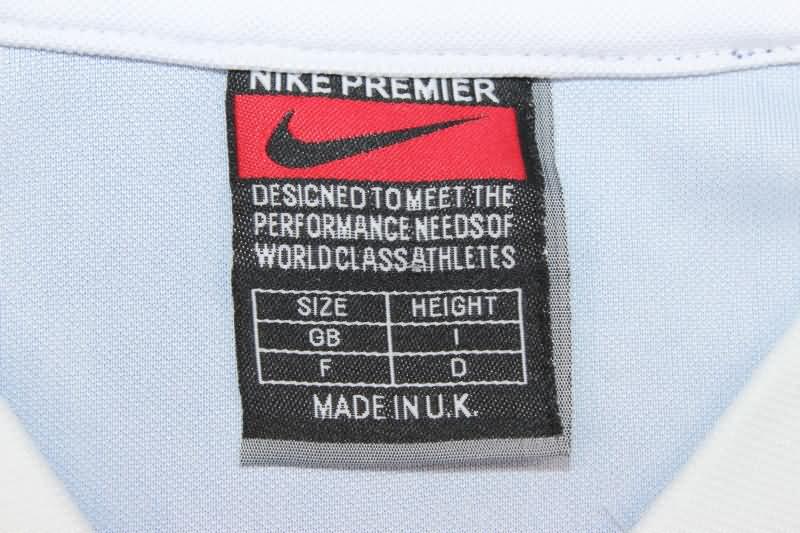 NIKE PREMIER
DESIGNED TO MEET THE
PERFORMANCE NEEDS OF
WORLD CLASS ATHLETES
SIZE HEIGHT
GB I
F D
MADE IN U.K.